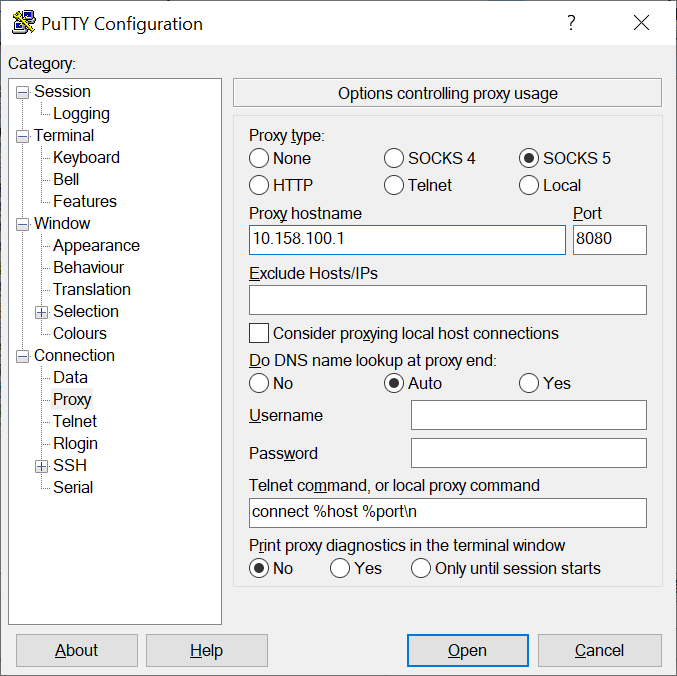 PuTTY Configuration
?
Category:
Session
Logging
Terminal
Keyboard
Bell
Features
Window
Appearance
Behaviour
Translation
Selection
Colours
Connection
Data
Proxy
Telnet
Rlogin
SSH
Serial
Options controlling proxy usage
Proxy type:
None SOCKS 4 SOCKS 5
HTTP Telnet Local
Proxy hostname Port
10.158.100.1 8080
Exclude Hosts/IPs
Consider proxying local host connections
Do DNS name lookup at proxy end:
No Auto Yes
Username
Password
Telnet command, or local proxy command
connect %host %port\n
Print proxy diagnostics in the terminal window
No Yes Only until session starts
About Help Open Cancel